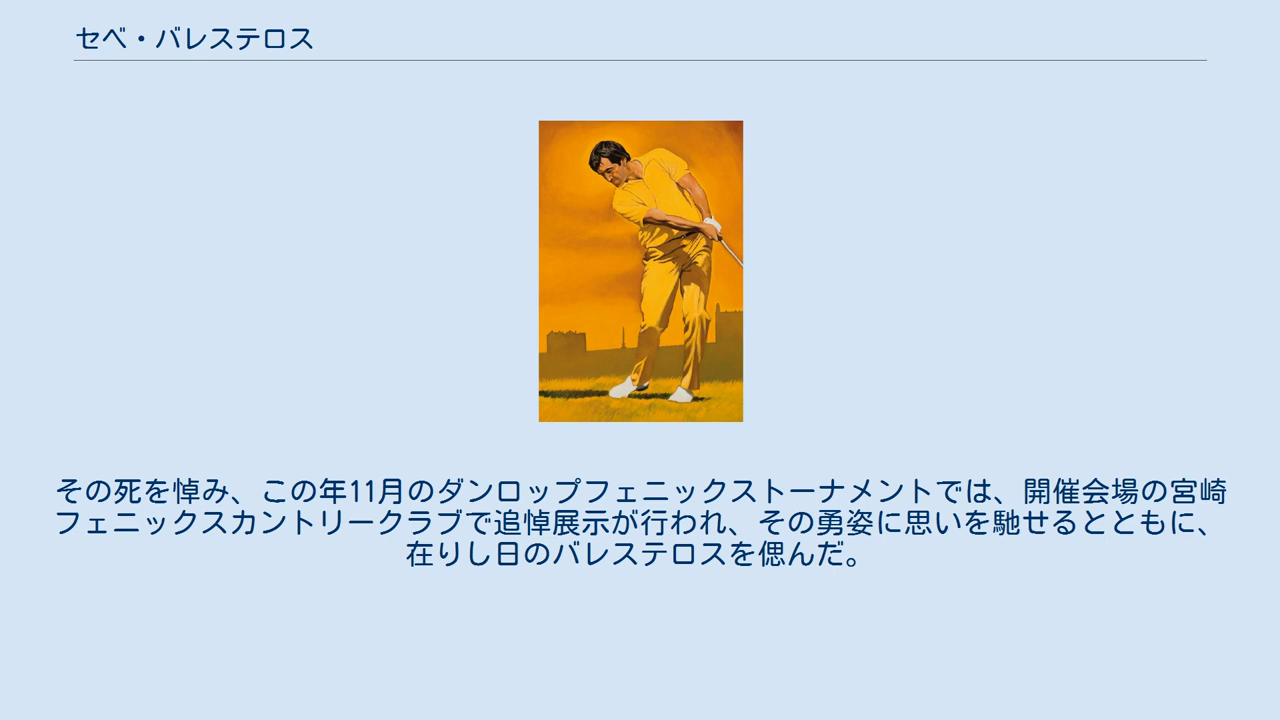 セベ・バレステロス
その死を悼み、この年11月のダンロップフェニックストーナメントでは、開催会場の宮崎
フェニックスカントリークラブで追悼展示が行われ、その勇姿に思いを馳せるとともに、
在りし日のバレステロスを偲んだ。